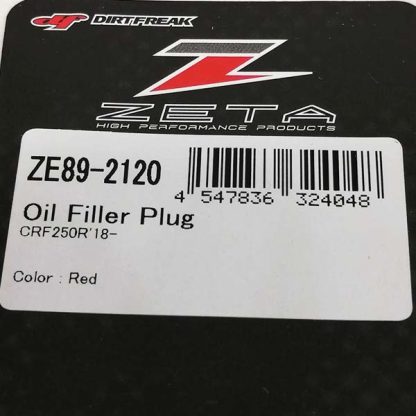 DIRTFREAK
ZETA
HIGH PERFORMANCE PRODUCTS
ZE89-2120
4 547836 324048
Oil Filler Plug
CRF250R'18-
Color : Red